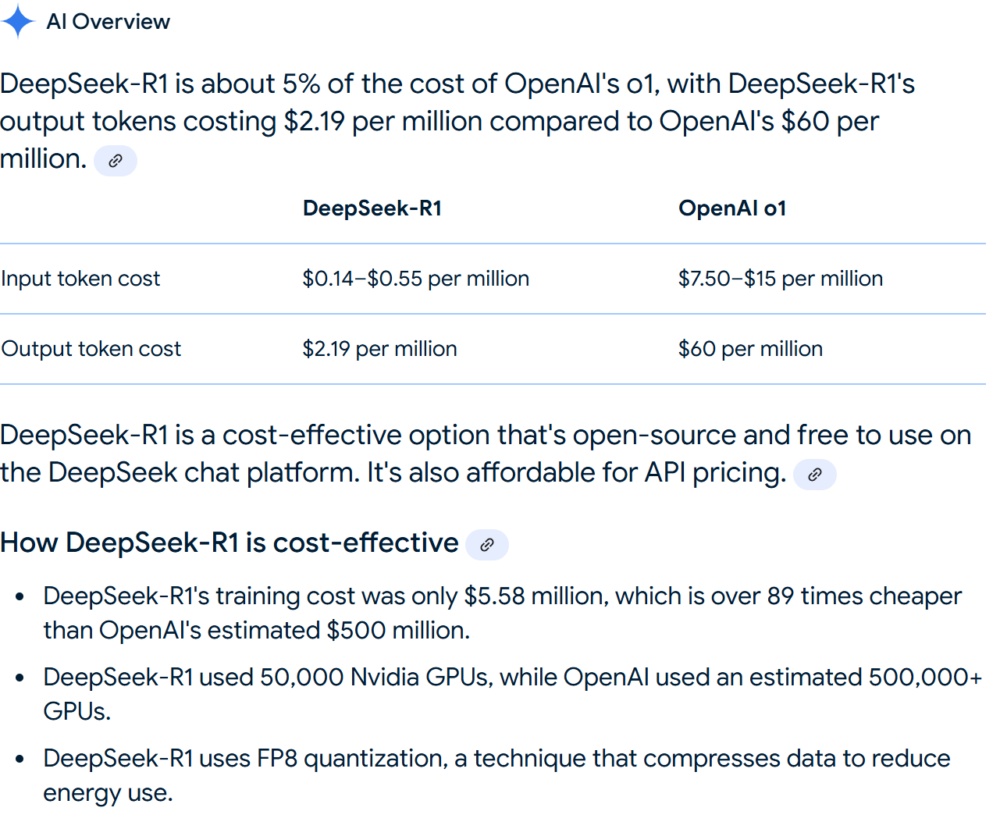 AI Overview
DeepSeek-R1 is about 5% of the cost of OpenAI's o1, with DeepSeek-R1's
output tokens costing $2.19 per million compared to OpenAI's $60 per
million.
DeepSeek-R1 OpenAI o1
Input token cost $0.14–$0.55 per million $7.50–$15 per million
Output token cost $2.19 per million $60 per million
DeepSeek-R1 is a cost-effective option that's open-source and free to use on
the DeepSeek chat platform. It's also affordable for API pricing.
How DeepSeek-R1 is cost-effective
• DeepSeek-R1's training cost was only $5.58 million, which is over 89 times cheaper
than OpenAI's estimated $500 million.
• DeepSeek-R1 used 50,000 Nvidia GPUs, while OpenAI used an estimated 500,000+
GPUs.
• DeepSeek-R1 uses FP8 quantization, a technique that compresses data to reduce
energy use.